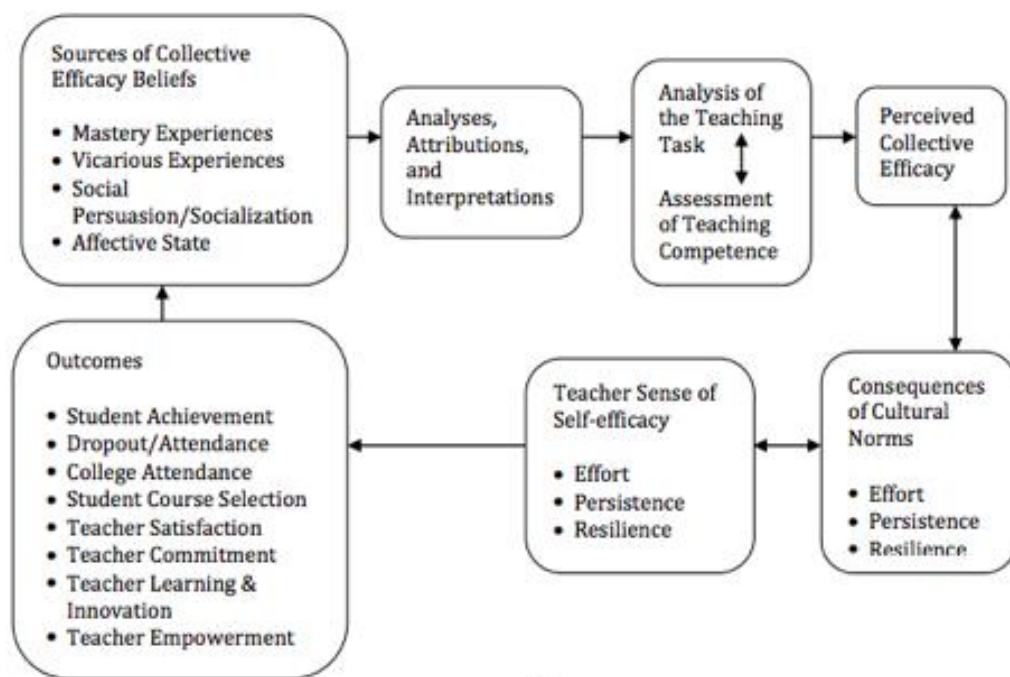 Sources of Collective
Efficacy Beliefs
• Mastery Experiences
• Vicarious Experiences
• Social
Persuasion/Socialization
• Affective State
Analyses,
Attributions,
and
Interpretations
Analysis of
the Teaching
Task
Assessment
of Teaching
Competence
Perceived
Collective
Efficacy
Consequences
of Cultural
Norms
• Effort
• Persistence
• Resilience
Teacher Sense of
Self-efficacy
• Effort
• Persistence
• Resilience
Outcomes
• Student Achievement
• Dropout/Attendance
• College Attendance
• Student Course Selection
• Teacher Satisfaction
• Teacher Commitment
• Teacher Learning &
Innovation
• Teacher Empowerment